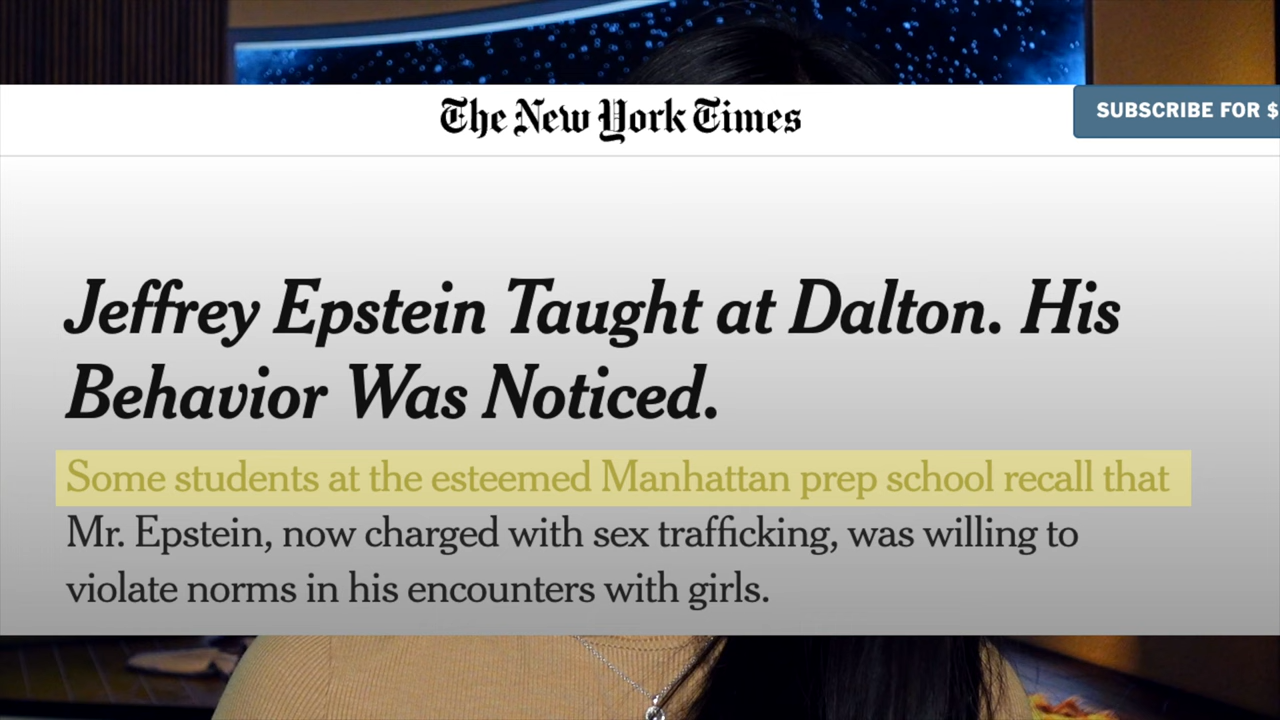 The New York Times
SUBSCRIBE FOR $
Jeffrey Epstein Taught at Dalton. His
Behavior Was Noticed.
Some students at the esteemed Manhattan prep school recall that
Mr. Epstein, now charged with sex trafficking, was willing to
violate norms in his encounters with girls.